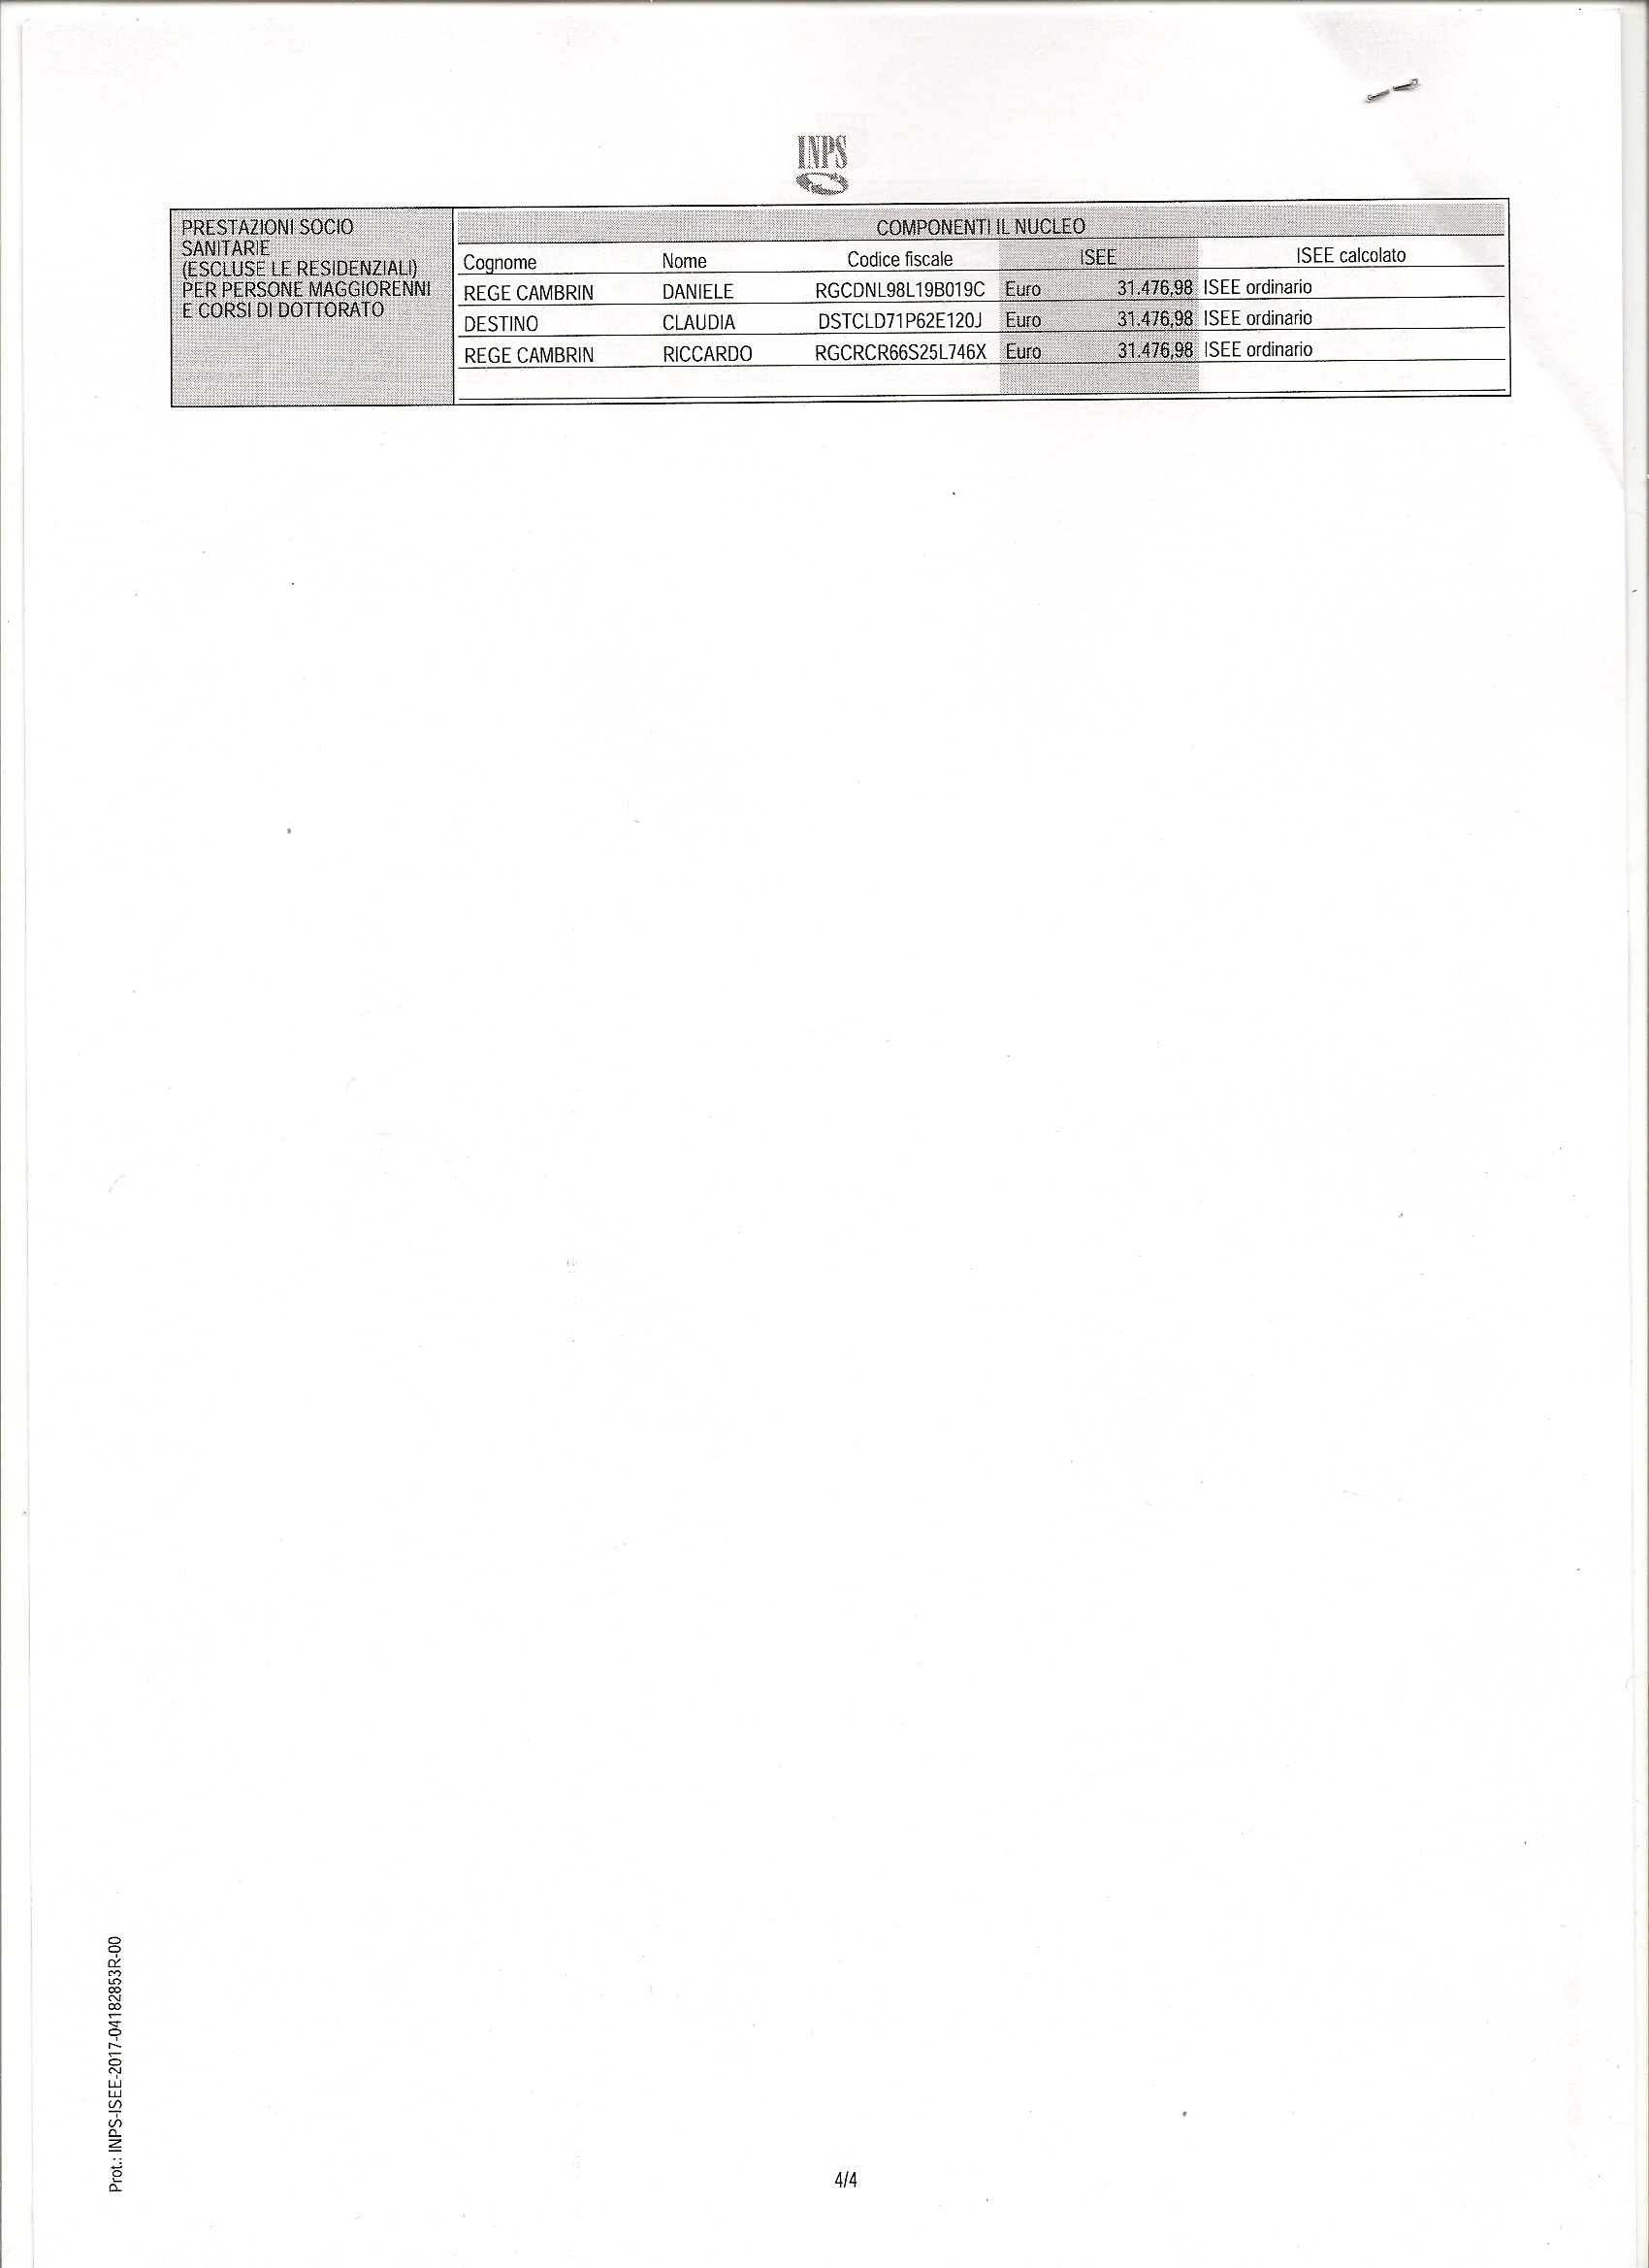 INPS
PRESTAZIONI SOCIO
SANITARIE
(ESCLUSE LE RESIDENZIALI)
PER PERSONE MAGGIORENNI
E CORSI DI DOTTORATO
COMPONENTI IL NUCLEO
Cognome Nome Codice fiscale ISEE ISEE calcolato
REGE CAMBRIN DANIELE RGCDNL98L19B019C Euro 31.476,98 ISEE ordinario
DESTINO CLAUDIA DSTCLD71P62E120J Euro 31.476,98 ISEE ordinario
REGE CAMBRIN RICCARDO RGCRCR66S25L746X Euro 31.476,98 ISEE ordinario
Prot.: INPS-ISEE-2017-04182853R-00
4/4